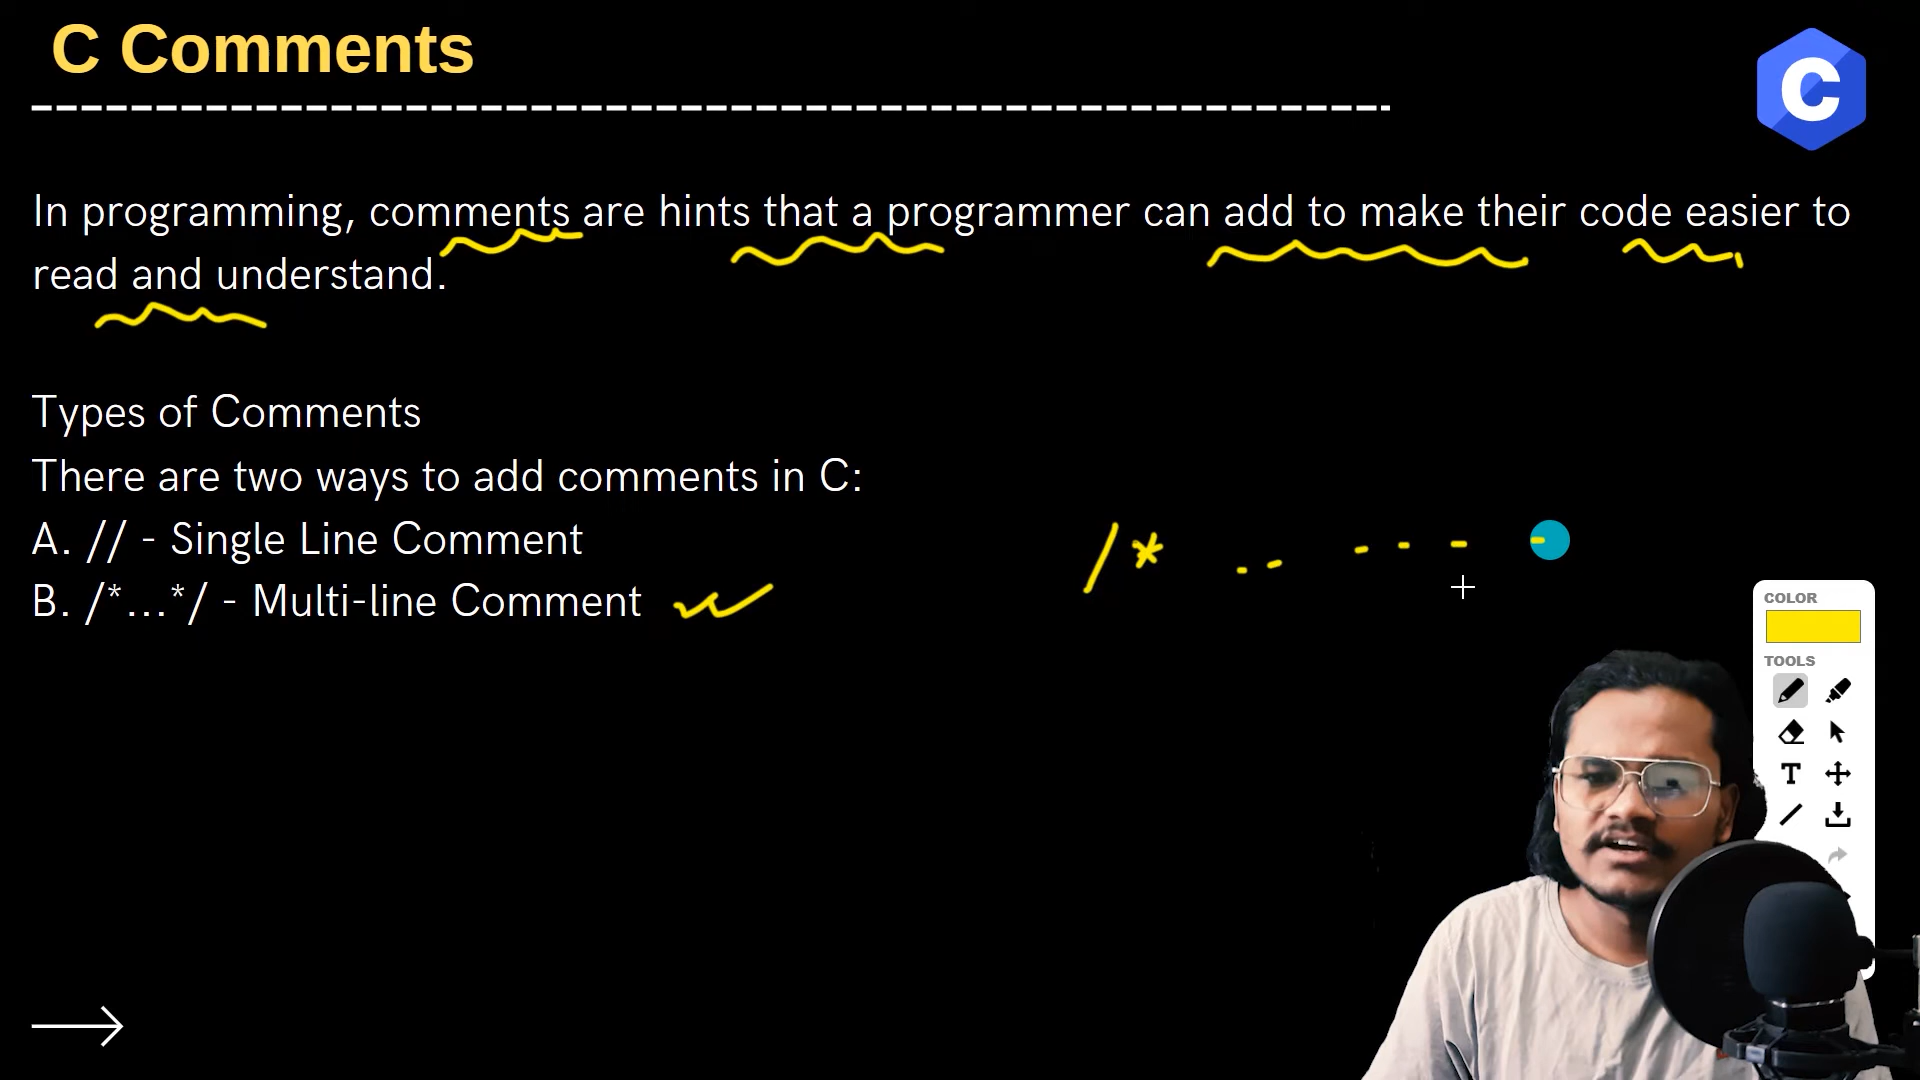 C Comments
C
In programming, comments are hints that a programmer can add to make their code easier to
read and understand.
Types of Comments
There are two ways to add comments in C:
A. // - Single Line Comment
B. /*...*/ - Multi-line Comment
/* -- --- -
COLOR
TOOLS
T